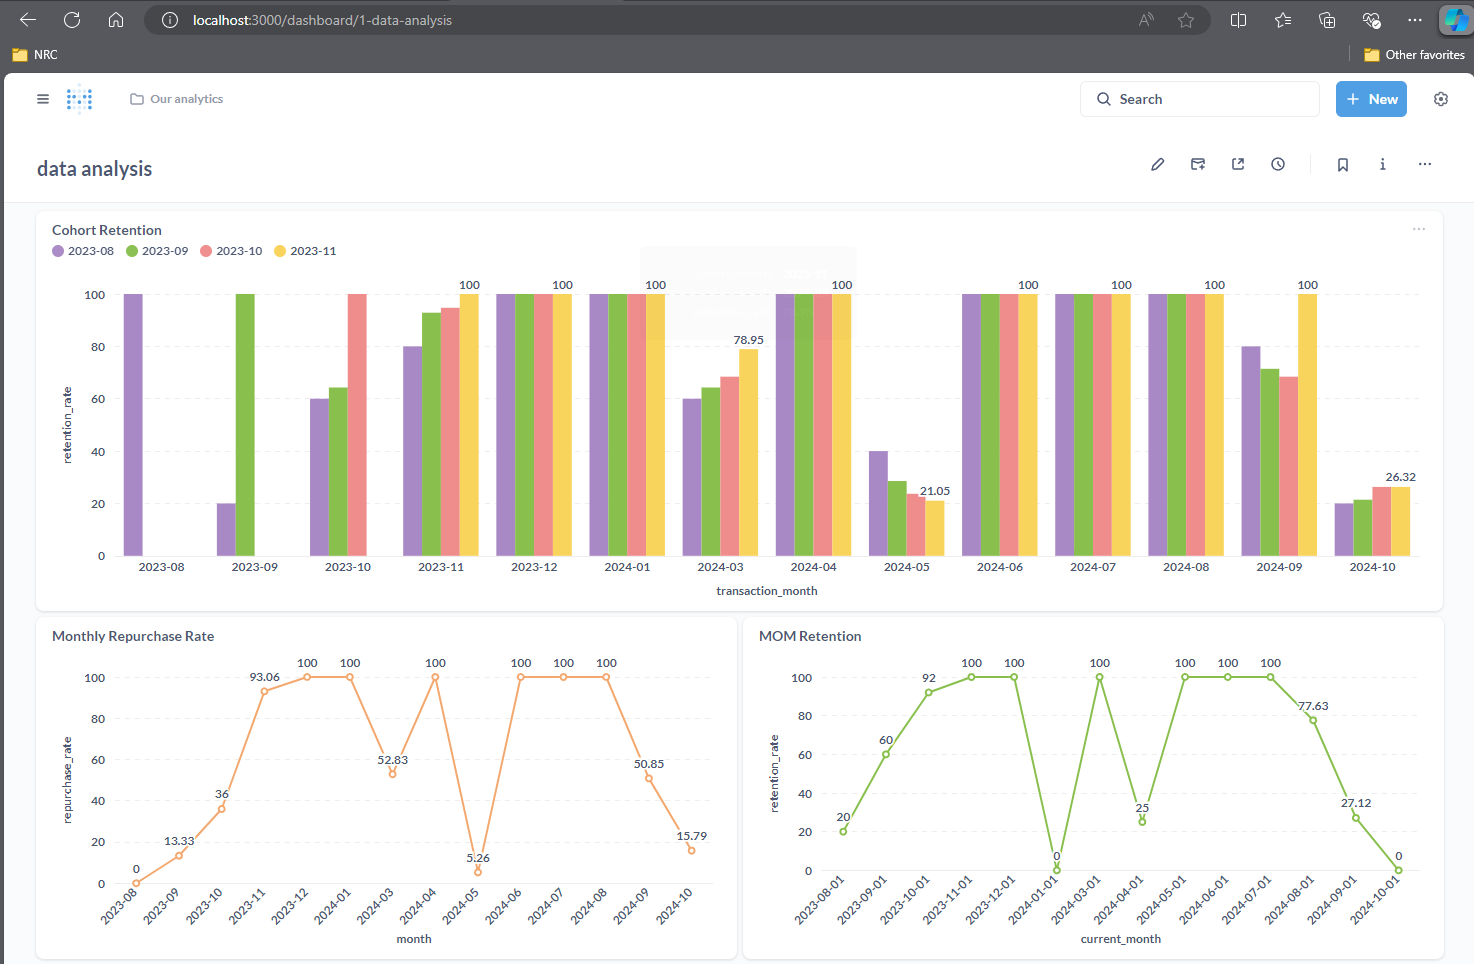 localhost:3000/dashboard/1-data-analysis
NRC
Other favorites
Our analytics
Search
+ New
data analysis
Cohort Retention
2023-08 2023-09 2023-10 2023-11
100 100 100 100 100 100 100 100
100
80
78.95
60
40
21.05
26.32
20
0
retention_rate
2023-08 2023-09 2023-10 2023-11 2023-12 2024-01 2024-03 2024-04 2024-05 2024-06 2024-07 2024-08 2024-09 2024-10
transaction_month
Monthly Repurchase Rate
100 100 100 100 100 100
100
93.06
80
60
52.83
50.85
40
36
20
13.33
15.79
5.26
0
0
repurchase_rate
2023-08 2023-09 2023-10 2023-11 2023-12 2024-01 2024-03 2024-04 2024-05 2024-06 2024-07 2024-08 2024-09 2024-10
month
MOM Retention
100 100 100 100 100 100
100
92
80
77.63
60
60
40
27.12
25
20
20
0
0
0
retention_rate
2023-08-01 2023-09-01 2023-10-01 2023-11-01 2023-12-01 2024-01-01 2024-03-01 2024-04-01 2024-05-01 2024-06-01 2024-07-01 2024-08-01 2024-09-01 2024-10-01
current_month